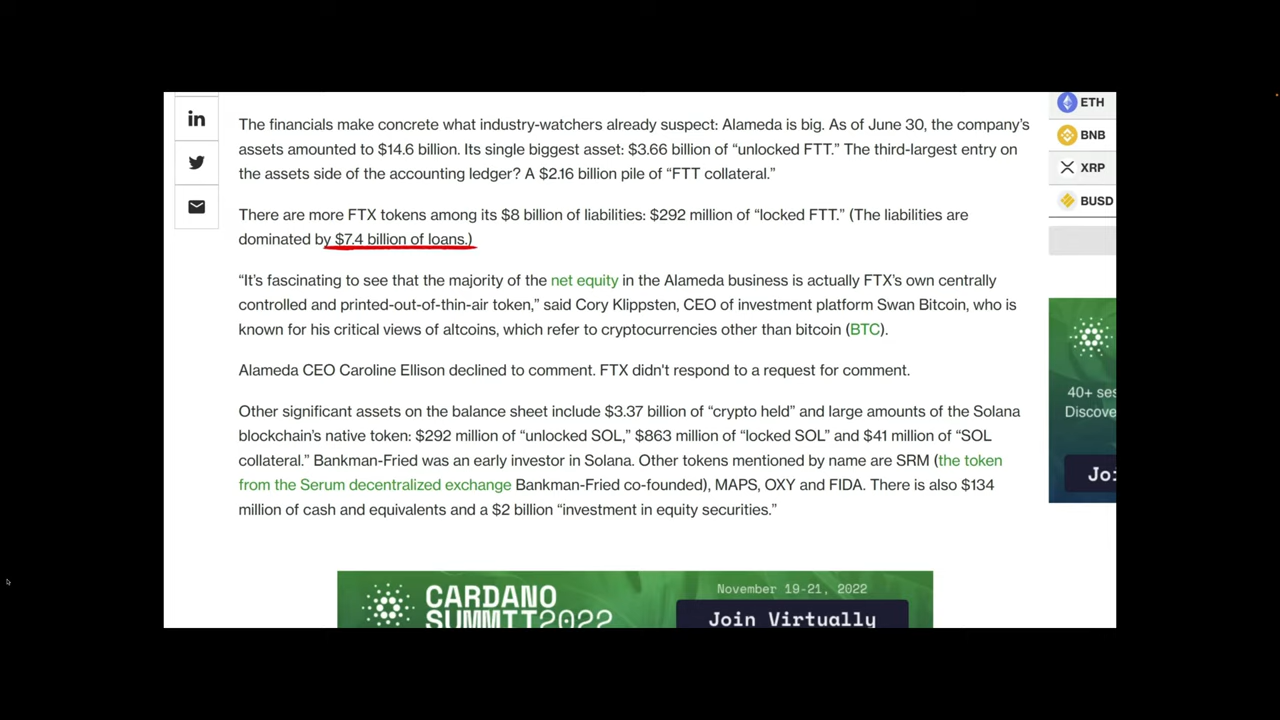 The financials make concrete what industry-watchers already suspect: Alameda is big. As of June 30, the company’s
assets amounted to $14.6 billion. Its single biggest asset: $3.66 billion of “unlocked FTT.” The third-largest entry on
the assets side of the accounting ledger? A $2.16 billion pile of “FTT collateral.”
There are more FTX tokens among its $8 billion of liabilities: $292 million of “locked FTT.” (The liabilities are
dominated by $7.4 billion of loans.)
“It’s fascinating to see that the majority of the net equity in the Alameda business is actually FTX’s own centrally
controlled and printed-out-of-thin-air token,” said Cory Klippsten, CEO of investment platform Swan Bitcoin, who is
known for his critical views of altcoins, which refer to cryptocurrencies other than bitcoin (BTC).
Alameda CEO Caroline Ellison declined to comment. FTX didn't respond to a request for comment.
Other significant assets on the balance sheet include $3.37 billion of “crypto held” and large amounts of the Solana
blockchain’s native token: $292 million of “unlocked SOL,” $863 million of “locked SOL” and $41 million of “SOL
collateral.” Bankman-Fried was an early investor in Solana. Other tokens mentioned by name are SRM (the token
from the Serum decentralized exchange Bankman-Fried co-founded), MAPS, OXY and FIDA. There is also $134
million of cash and equivalents and a $2 billion “investment in equity securities.”
in
ETH
BNB
XRP
BUSD
40+ ses
Discove
Joi
CARDANO
SUMMIT2022
November 19-21, 2022
Join Virtually